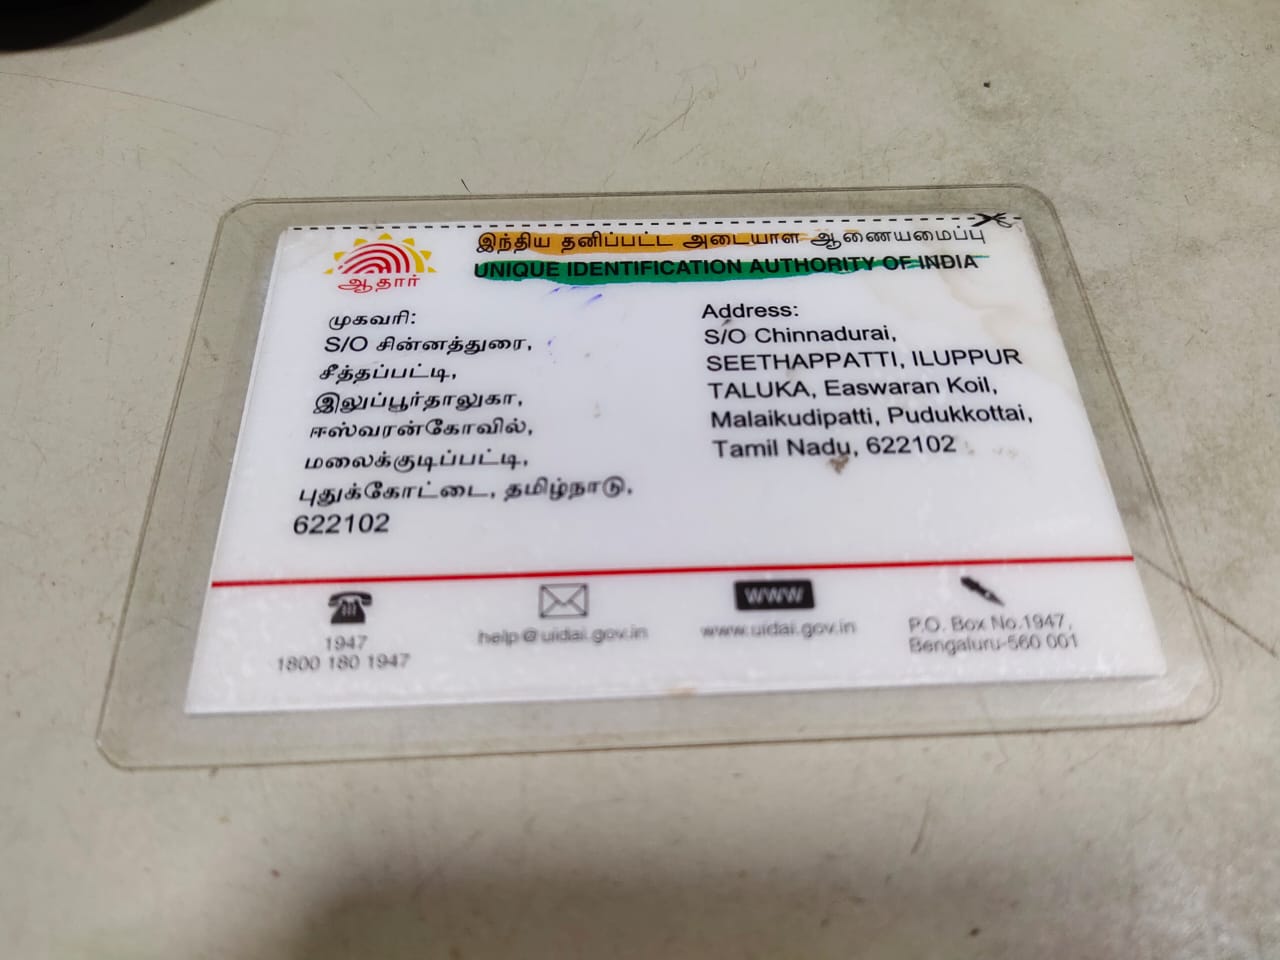 இந்திய தனிப்பட்ட அடையாள ஆணையமைப்பு
UNIQUE IDENTIFICATION AUTHORITY OF INDIA
ஆதார்
முகவரி:
S/O சின்னத்துரை,
சீத்தப்பட்டி,
இலுப்பூர்தாலுகா,
ஈஸ்வரன்கோவில்,
மலைக்குடிப்பட்டி,
புதுக்கோட்டை, தமிழ்நாடு,
622102
Address:
S/O Chinnadurai,
SEETHAPPATTI, ILUPPUR
TALUKA, Easwaran Koil,
Malaikudipatti, Pudukkottai,
Tamil Nadu, 622102
1947
1800 180 1947
help@uidai.gov.in
www
www.uidai.gov.in
P.O. Box No.1947,
Bengaluru-560 001